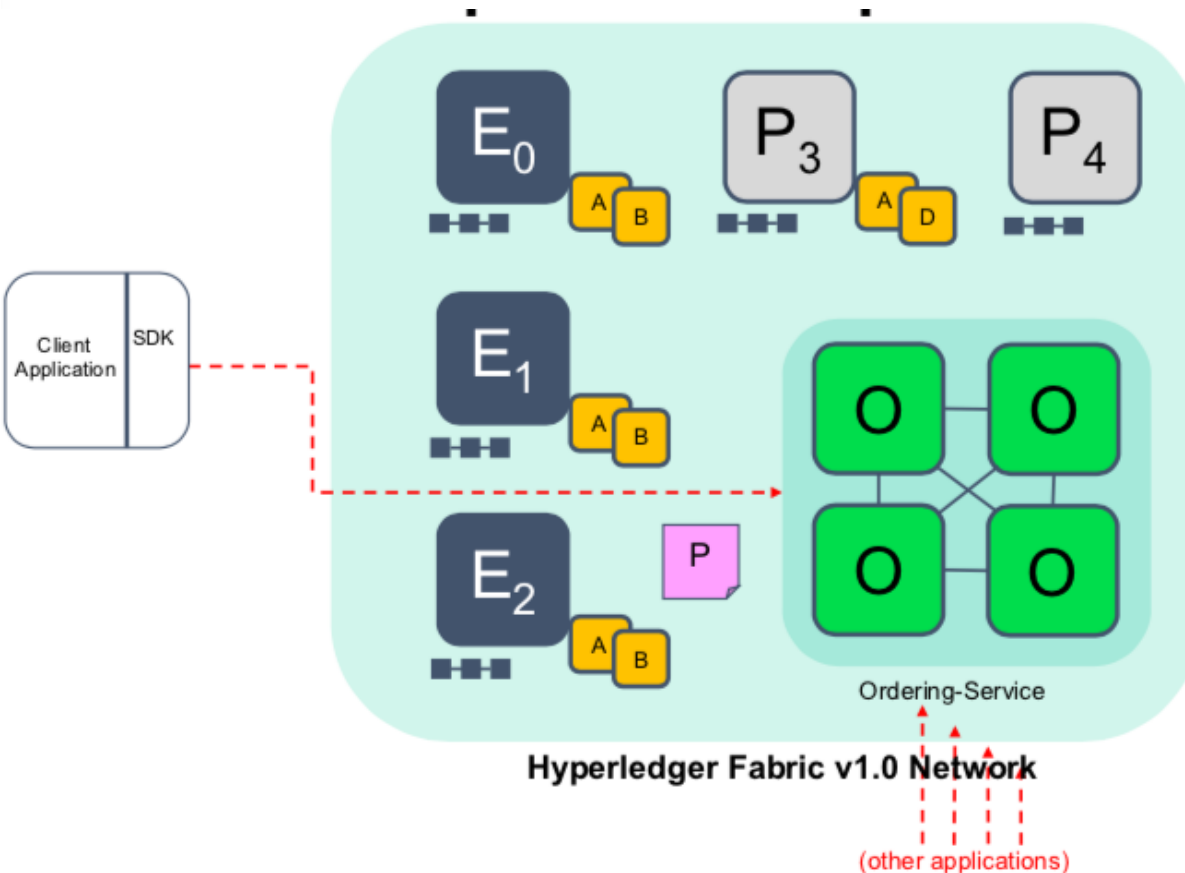 E0
A
B
P3
A
D
P4
Client
Application
SDK
E1
A
B
O
O
O
O
E2
A
B
P
Ordering-Service
Hyperledger Fabric v1.0 Network
(other applications)